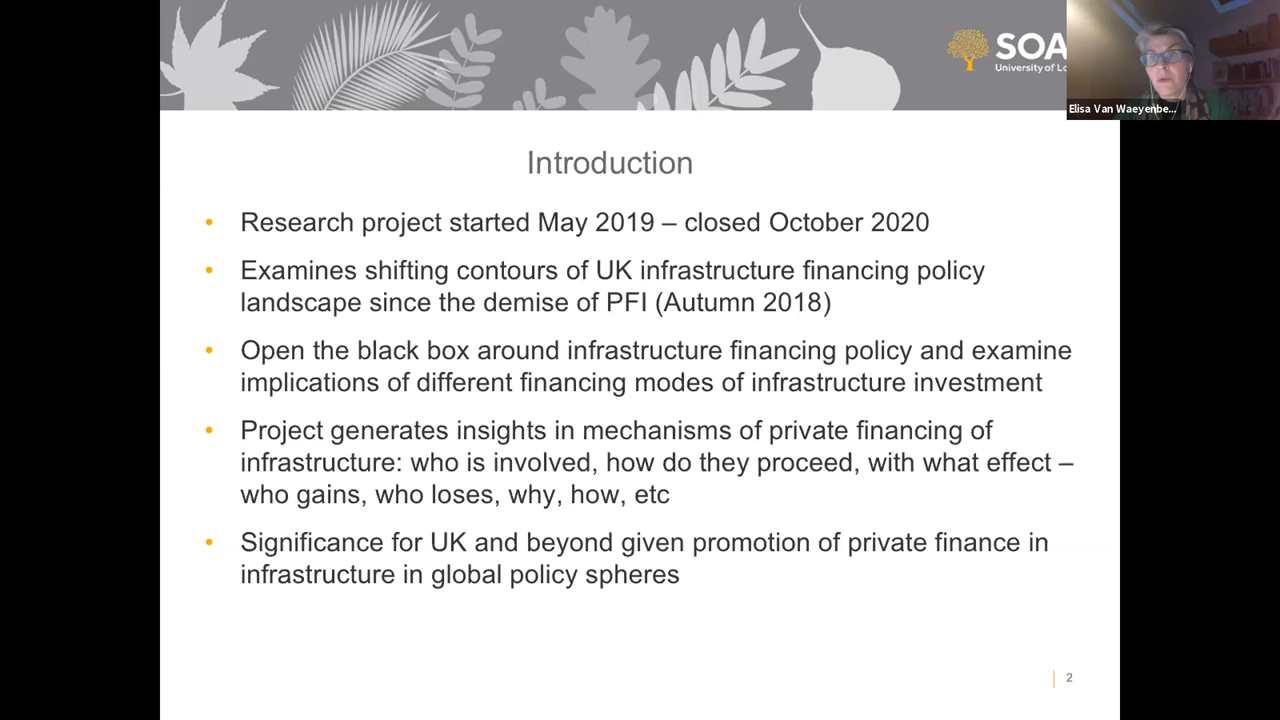 SOA
University of Lo
Elisa Van Waeyenbe...
Introduction
• Research project started May 2019 – closed October 2020
• Examines shifting contours of UK infrastructure financing policy
landscape since the demise of PFI (Autumn 2018)
• Open the black box around infrastructure financing policy and examine
implications of different financing modes of infrastructure investment
• Project generates insights in mechanisms of private financing of
infrastructure: who is involved, how do they proceed, with what effect –
who gains, who loses, why, how, etc
• Significance for UK and beyond given promotion of private finance in
infrastructure in global policy spheres
2